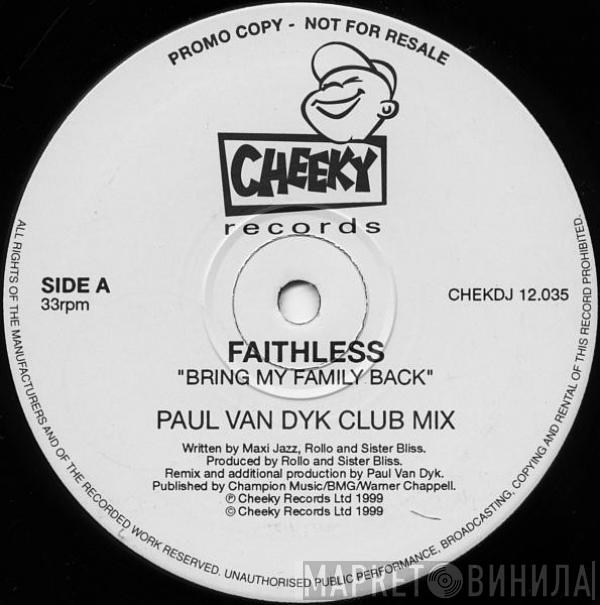 PROMO COPY - NOT FOR RESALE
CHEEKY
records
SIDE A
33rpm
CHEKDJ 12.035
FAITHLESS
"BRING MY FAMILY BACK"
PAUL VAN DYK CLUB MIX
Written by Maxi Jazz, Rollo and Sister Bliss.
Produced by Rollo and Sister Bliss.
Remix and additional production by Paul Van Dyk.
Published by Champion Music/BMG/Warner Chappell.
℗ Cheeky Records Ltd 1999
© Cheeky Records Ltd 1999
ALL RIGHTS OF THE MANUFACTURERS AND OF THE RECORDED WORK RESERVED. UNAUTHORISED PUBLIC PERFORMANCE, BROADCASTING, COPYING AND RENTAL OF THIS RECORD PROHIBITED.
МАРКЕТ ВИНИЛА